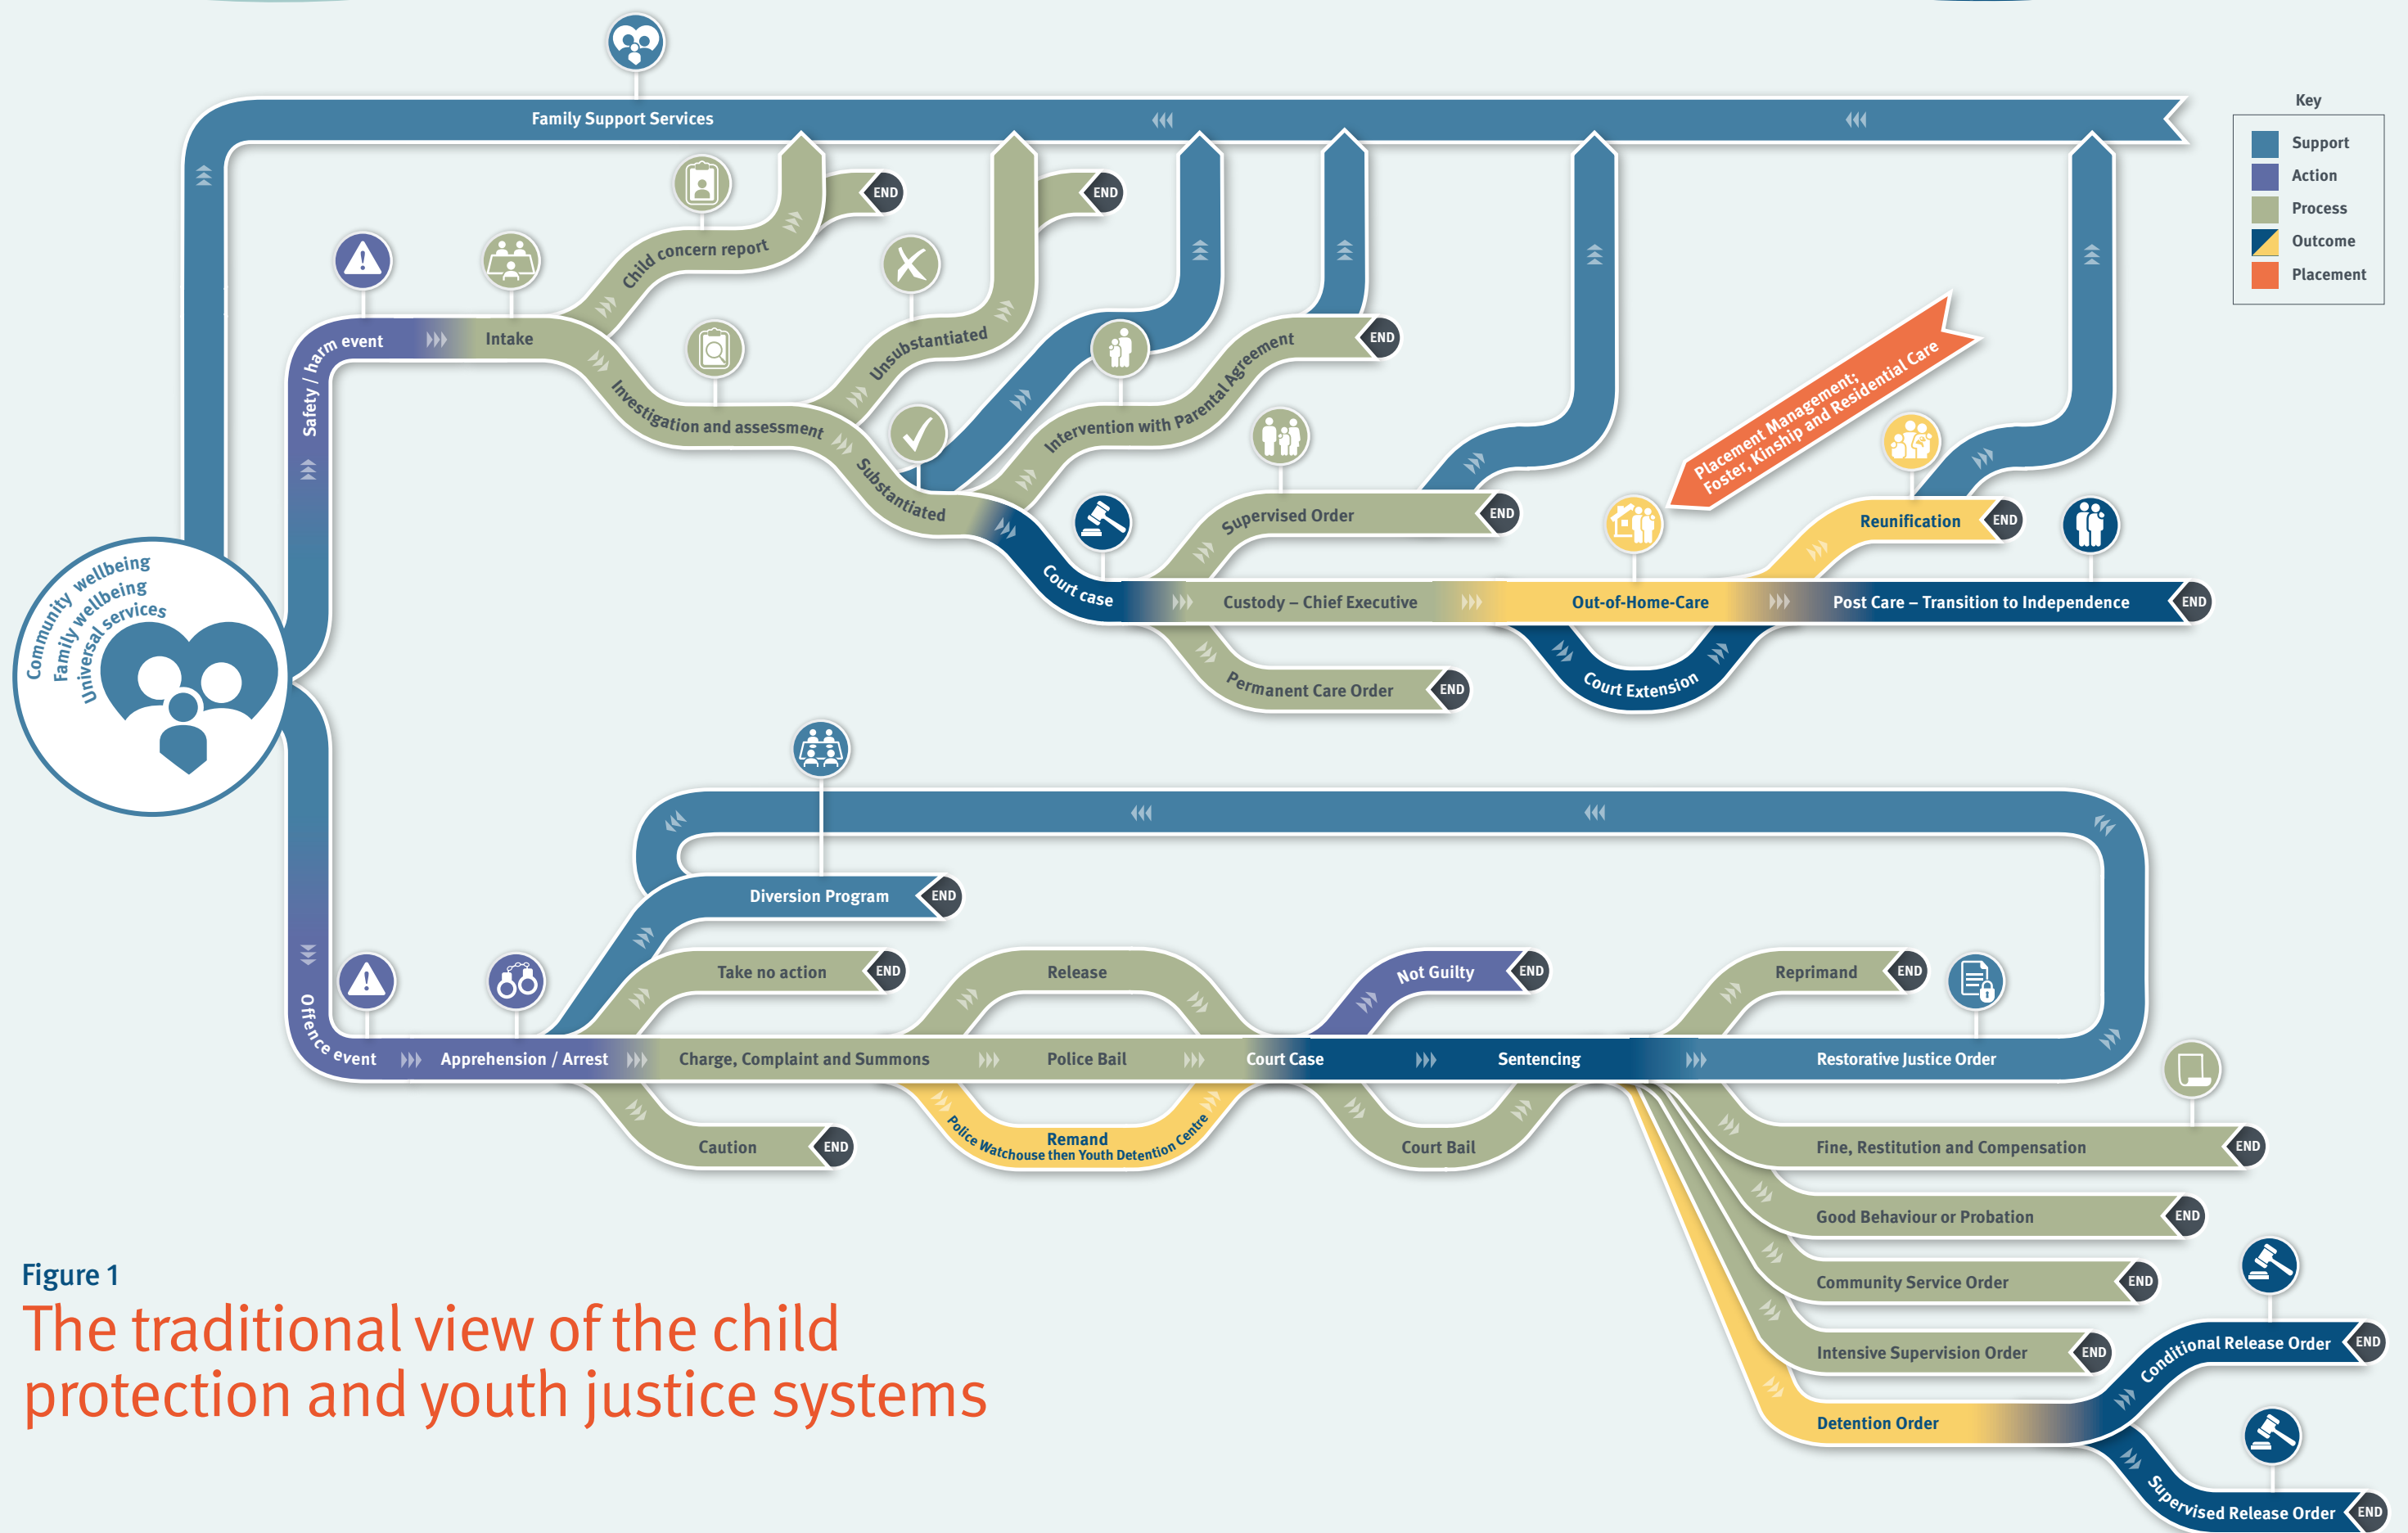 Family Support Services
Key
Support
Action
Process
Outcome
Placement
END
END
Child concern report
Safety / harm event
Intake
Unsubstantiated
Investigation and assessment
Intervention with Parental Agreement
END
Substantiated
Placement Management;
Foster, Kinship and Residential Care
Supervised Order
END
Reunification
END
Court case
Custody – Chief Executive
Out-of-Home-Care
Post Care – Transition to Independence
END
Permanent Care Order
END
Court Extension
Community wellbeing
Family wellbeing
Universal services
Diversion Program
END
Take no action
END
Release
Not Guilty
END
Reprimand
END
Offence event
Apprehension / Arrest
Charge, Complaint and Summons
Police Bail
Court Case
Sentencing
Restorative Justice Order
Caution
END
Remand
Police Watchouse then Youth Detention Centre
Court Bail
Fine, Restitution and Compensation
END
Good Behaviour or Probation
END
Community Service Order
END
Intensive Supervision Order
END
Conditional Release Order
END
Detention Order
Supervised Release Order
END
Figure 1
The traditional view of the child
protection and youth justice systems